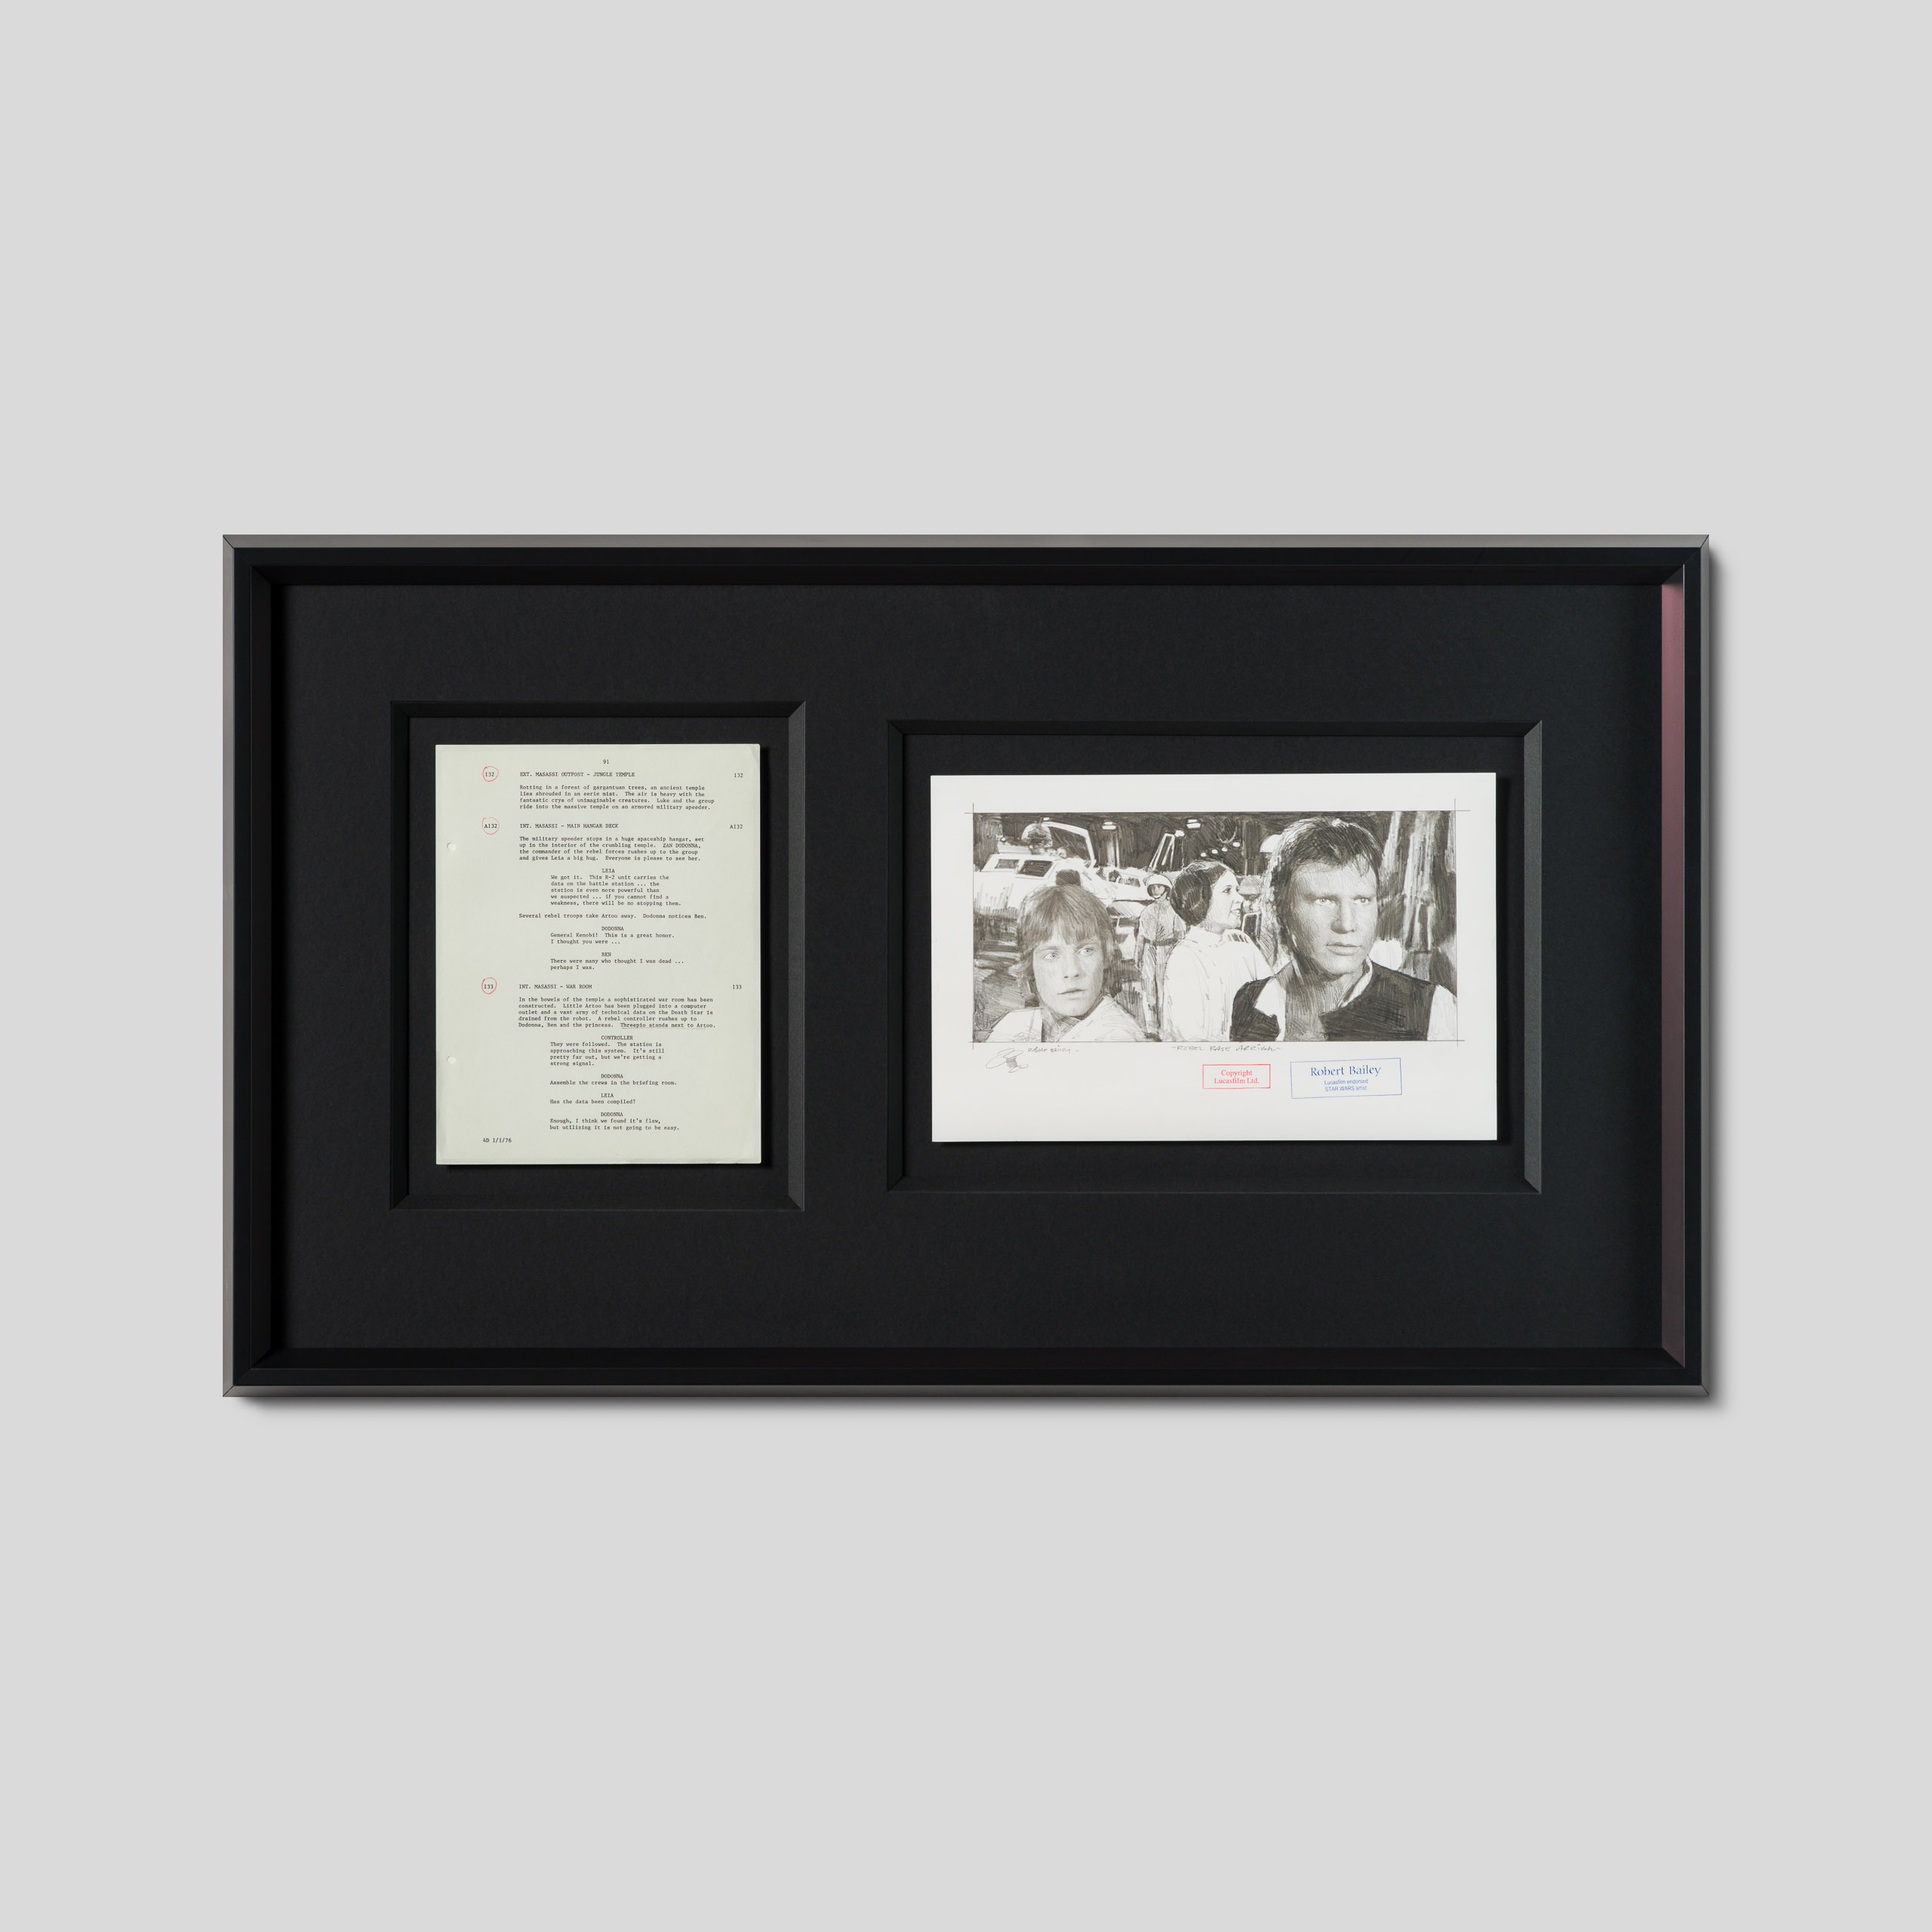 91
132 EXT. MASASSI OUTPOST - JUNGLE TEMPLE 132
Rotting in a forest of gargantuan trees, an ancient temple
lies shrouded in an eerie mist. The air is heavy with the
fantastic crys of unimaginable creatures. Luke and the group
ride into the massive temple on an armored military speeder.
A132 INT. MASASSI - MAIN HANGAR DECK A132
The military speeder stops in a huge spaceship hangar, set
up in the interior of the crumbling temple. ZAN DODONNA,
the commander of the rebel forces rushes up to the group
and gives Leia a big hug. Everyone is please to see her.
LEIA
We got it. This R-2 unit carries the
data on the battle station ... the
station is even more powerful than
we suspected ... if you cannot find a
weakness, there will be no stopping them.
Several rebel troops take Artoo away. Dodonna notices Ben.
DODONNA
General Kenobi! This is a great honor.
I thought you were ...
BEN
There were many who thought I was dead ...
perhaps I was.
133 INT. MASASSI - WAR ROOM 133
In the bowels of the temple a sophisticated war room has been
constructed. Little Artoo has been plugged into a computer
outlet and a vast army of technical data on the Death Star is
drained from the robot. A rebel controller rushes up to
Dodonna, Ben and the princess. Threepio stands next to Artoo.
CONTROLLER
They were followed. The station is
approaching this system. It's still
pretty far out, but we're getting a
strong signal.
DODONNA
Assemble the crews in the briefing room.
LEIA
Has the data been compiled?
DODONNA
Enough, I think we found it's flaw,
but utilizing it is not going to be easy.
4D 1/1/76
Robert Bailey -
- REBEL BASE ARRIVAL -
Copyright
Lucasfilm Ltd.
Robert Bailey
Lucasfilm endorsed
STAR WARS artist